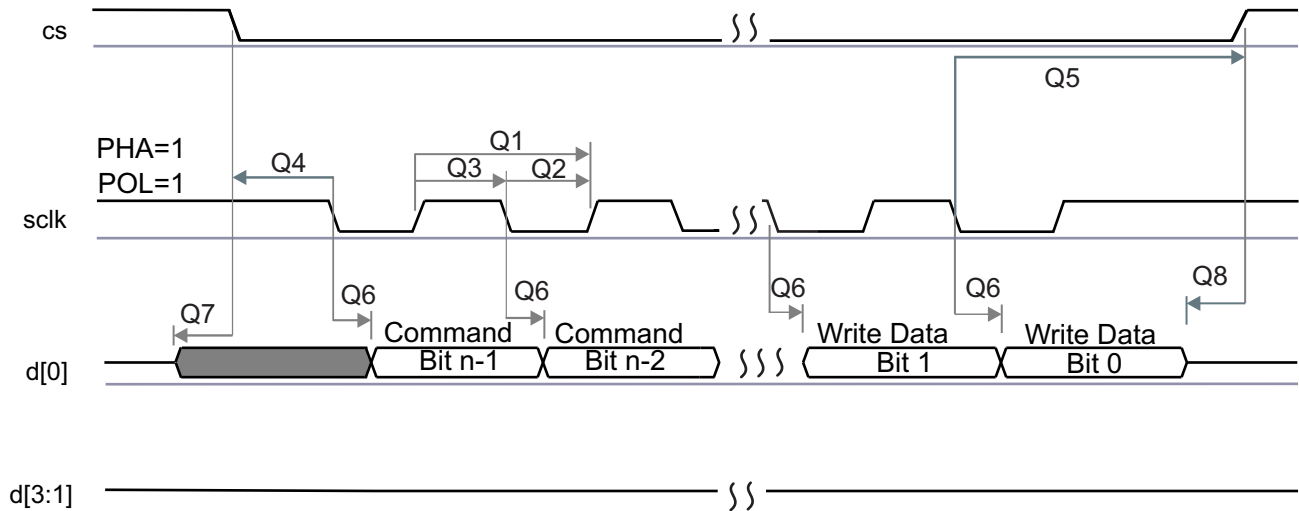 cs
Q5
PHA=1
POL=1
Q4
Q1
Q3 Q2
sclk
Q7
Q6
Q6
Q6
Q6
Q8
Command Command Write Data Write Data
d[0]
Bit n-1 Bit n-2 Bit 1 Bit 0
d[3:1]